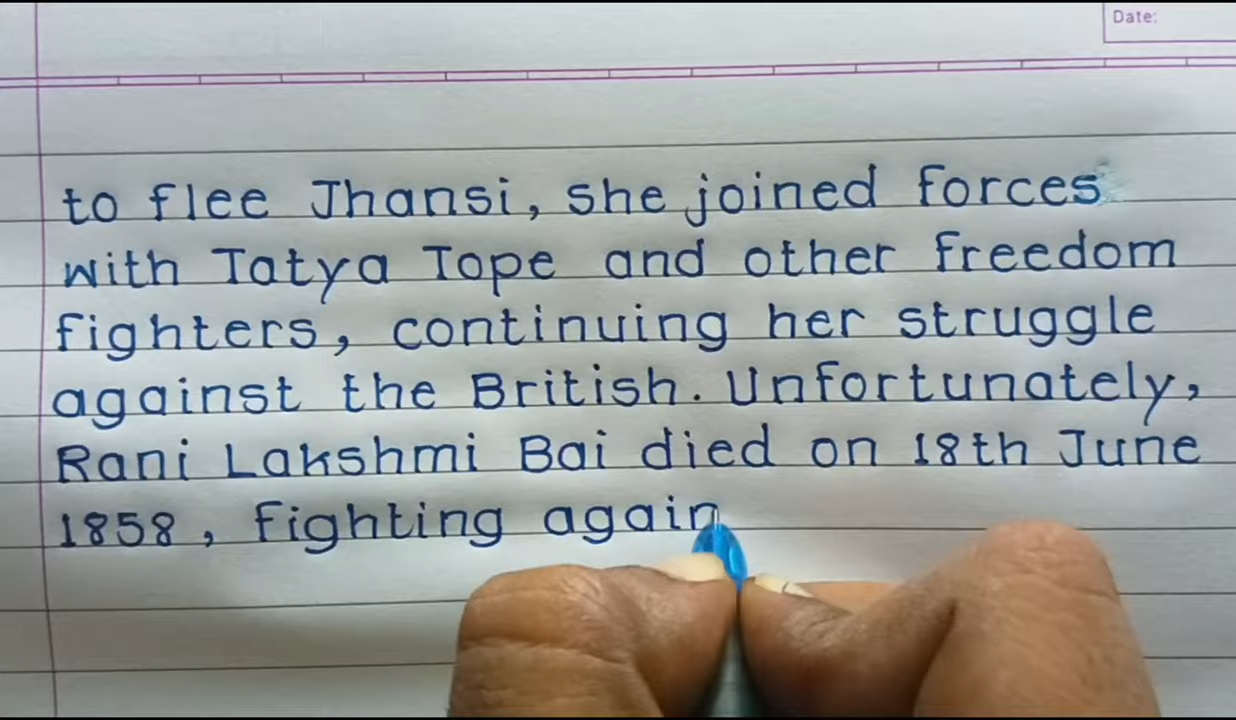 Date:
to flee Jhansi, she joined forces
with Tatya Tope and other freedom
fighters, continuing her struggle
against the British. Unfortunately,
Rani Lakshmi Bai died on 18th June
1858, fighting again